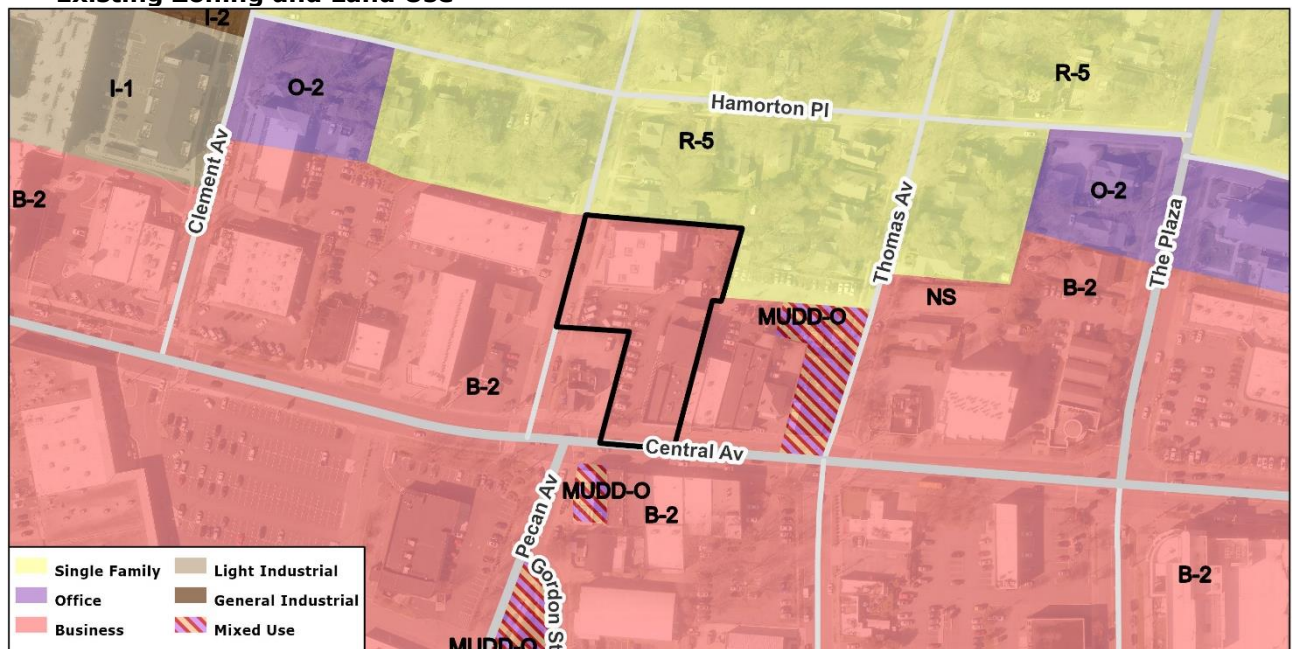 Existing Zoning and Land Use
I-2
I-1
O-2
R-5
Hamorton Pl
R-5
Clement Av
B-2
O-2
Thomas Av
The Plaza
NS
B-2
MUDD-O
B-2
Central Av
MUDD-O
B-2
Pecan Av
Gordon St
B-2
MUDD-O
Single Family
Light Industrial
Office
General Industrial
Business
Mixed Use